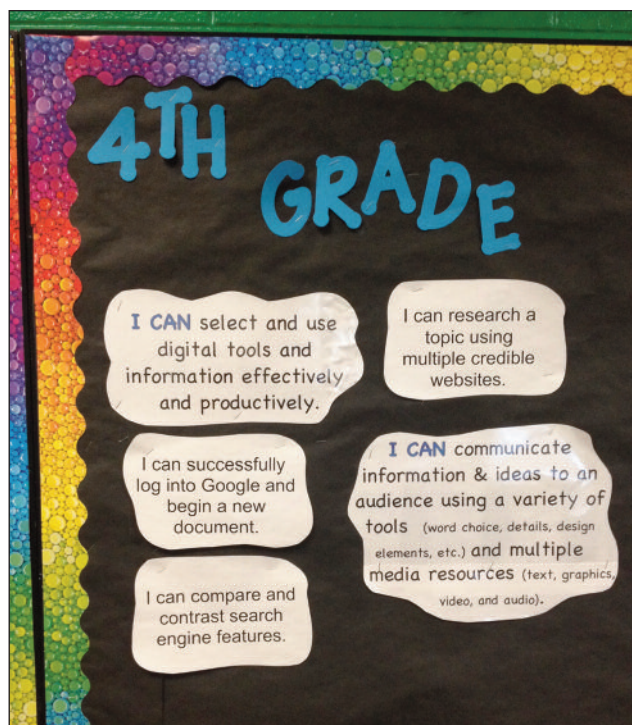 4TH
GRADE
I CAN select and use
digital tools and
information effectively
and productively.
I can successfully
log into Google and
begin a new
document.
I can compare and
contrast search
engine features.
I can research a
topic using
multiple credible
websites.
I CAN communicate
information & ideas to an
audience using a variety of
tools (word choice, details, design
elements, etc.) and multiple
media resources (text, graphics,
video, and audio).